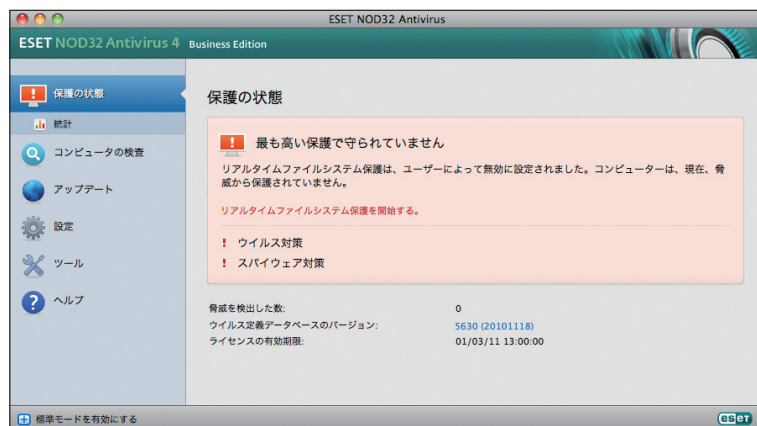 ESET NOD32 Antivirus
ESET NOD32 Antivirus 4 Business Edition
保護の状態
統計
コンピュータの検査
アップデート
設定
ツール
ヘルプ
保護の状態
最も高い保護で守られていません
リアルタイムファイルシステム保護は、ユーザーによって無効に設定されました。コンピューターは、現在、脅
威から保護されていません。
リアルタイムファイルシステム保護を開始する。
! ウイルス対策
! スパイウェア対策
脅威を検出した数: 0
ウイルス定義データベースのバージョン: 5630 (20101118)
ライセンスの有効期限: 01/03/11 13:00:00
標準モードを有効にする
eset